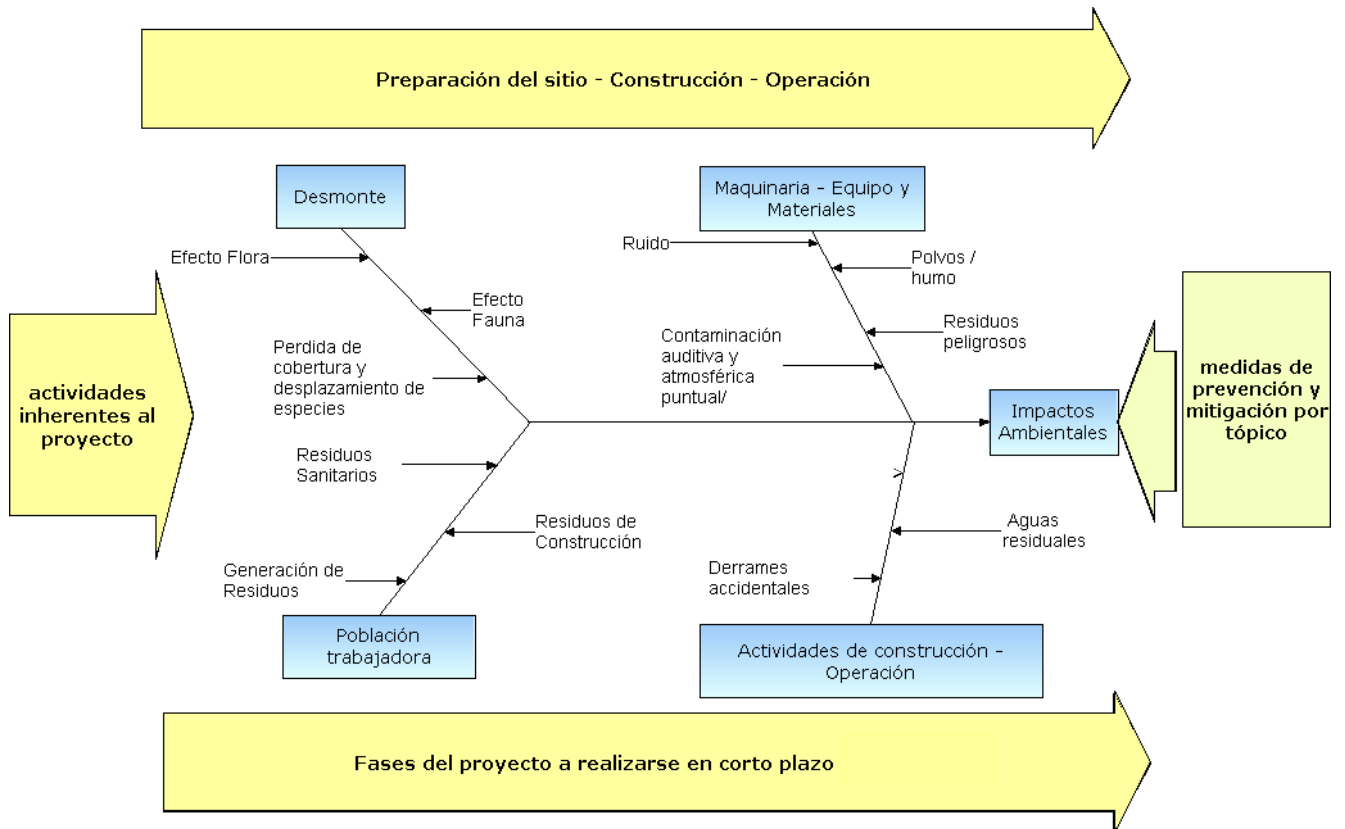 Preparación del sitio - Construcción - Operación
Desmonte
Maquinaria - Equipo y
Materiales
Efecto Flora
Ruido
Polvos /
humo
Efecto
Fauna
Residuos
peligrosos
Contaminación
auditiva y
atmosférica
puntual/
Perdida de
cobertura y
desplazamiento de
especies
actividades
inherentes al
proyecto
Impactos
Ambientales
medidas de
prevención y
mitigación por
tópico
Residuos
Sanitarios
Residuos de
Construcción
Aguas
residuales
Generación de
Residuos
Derrames
accidentales
Población
trabajadora
Actividades de construcción -
Operación
Fases del proyecto a realizarse en corto plazo